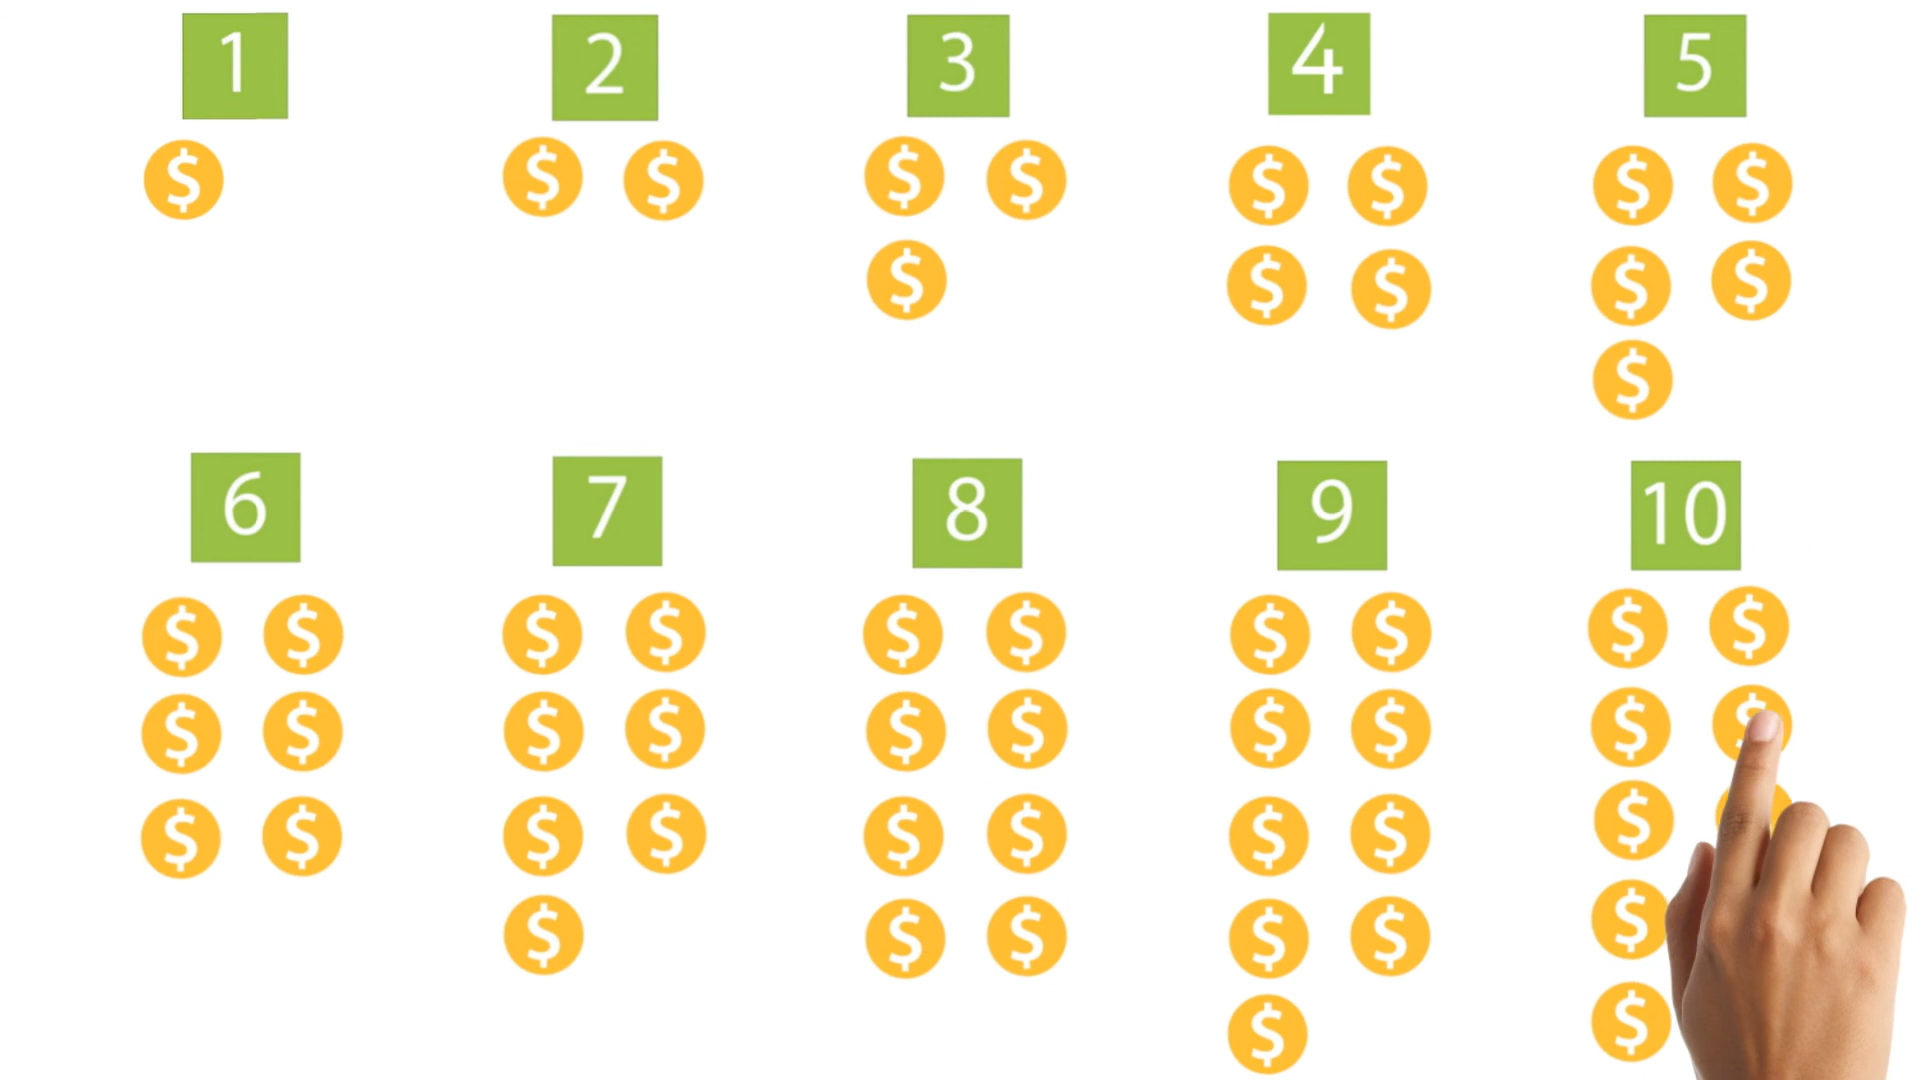 1 2 3 4 5
$ $ $ $ $ $ $ $ $
$ $ $ $ $
$
6 7 8 9 10
$ $ $ $ $ $ $ $ $ $
$ $ $ $ $ $ $ $ $ $
$ $ $ $ $ $ $ $ $
$ $ $ $ $ $
$ $